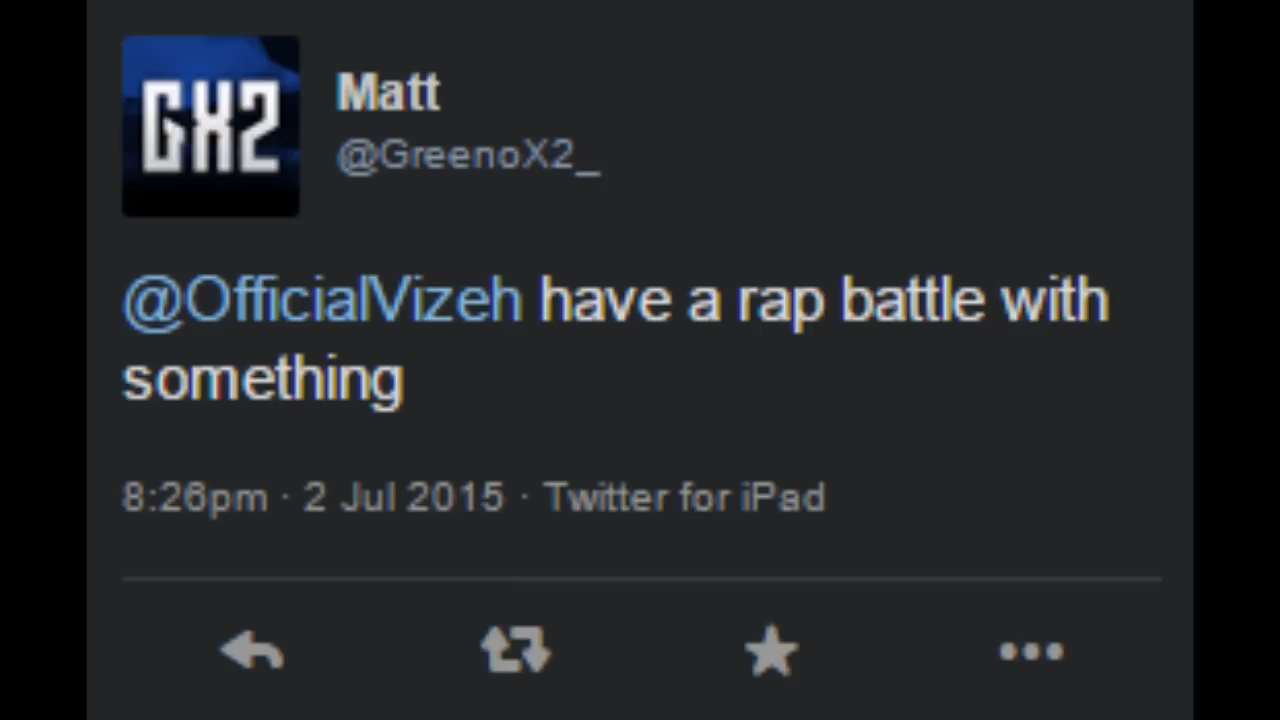 GX2
Matt
@GreenoX2_
@OfficialVizeh have a rap battle with
something
8:26pm · 2 Jul 2015 · Twitter for iPad